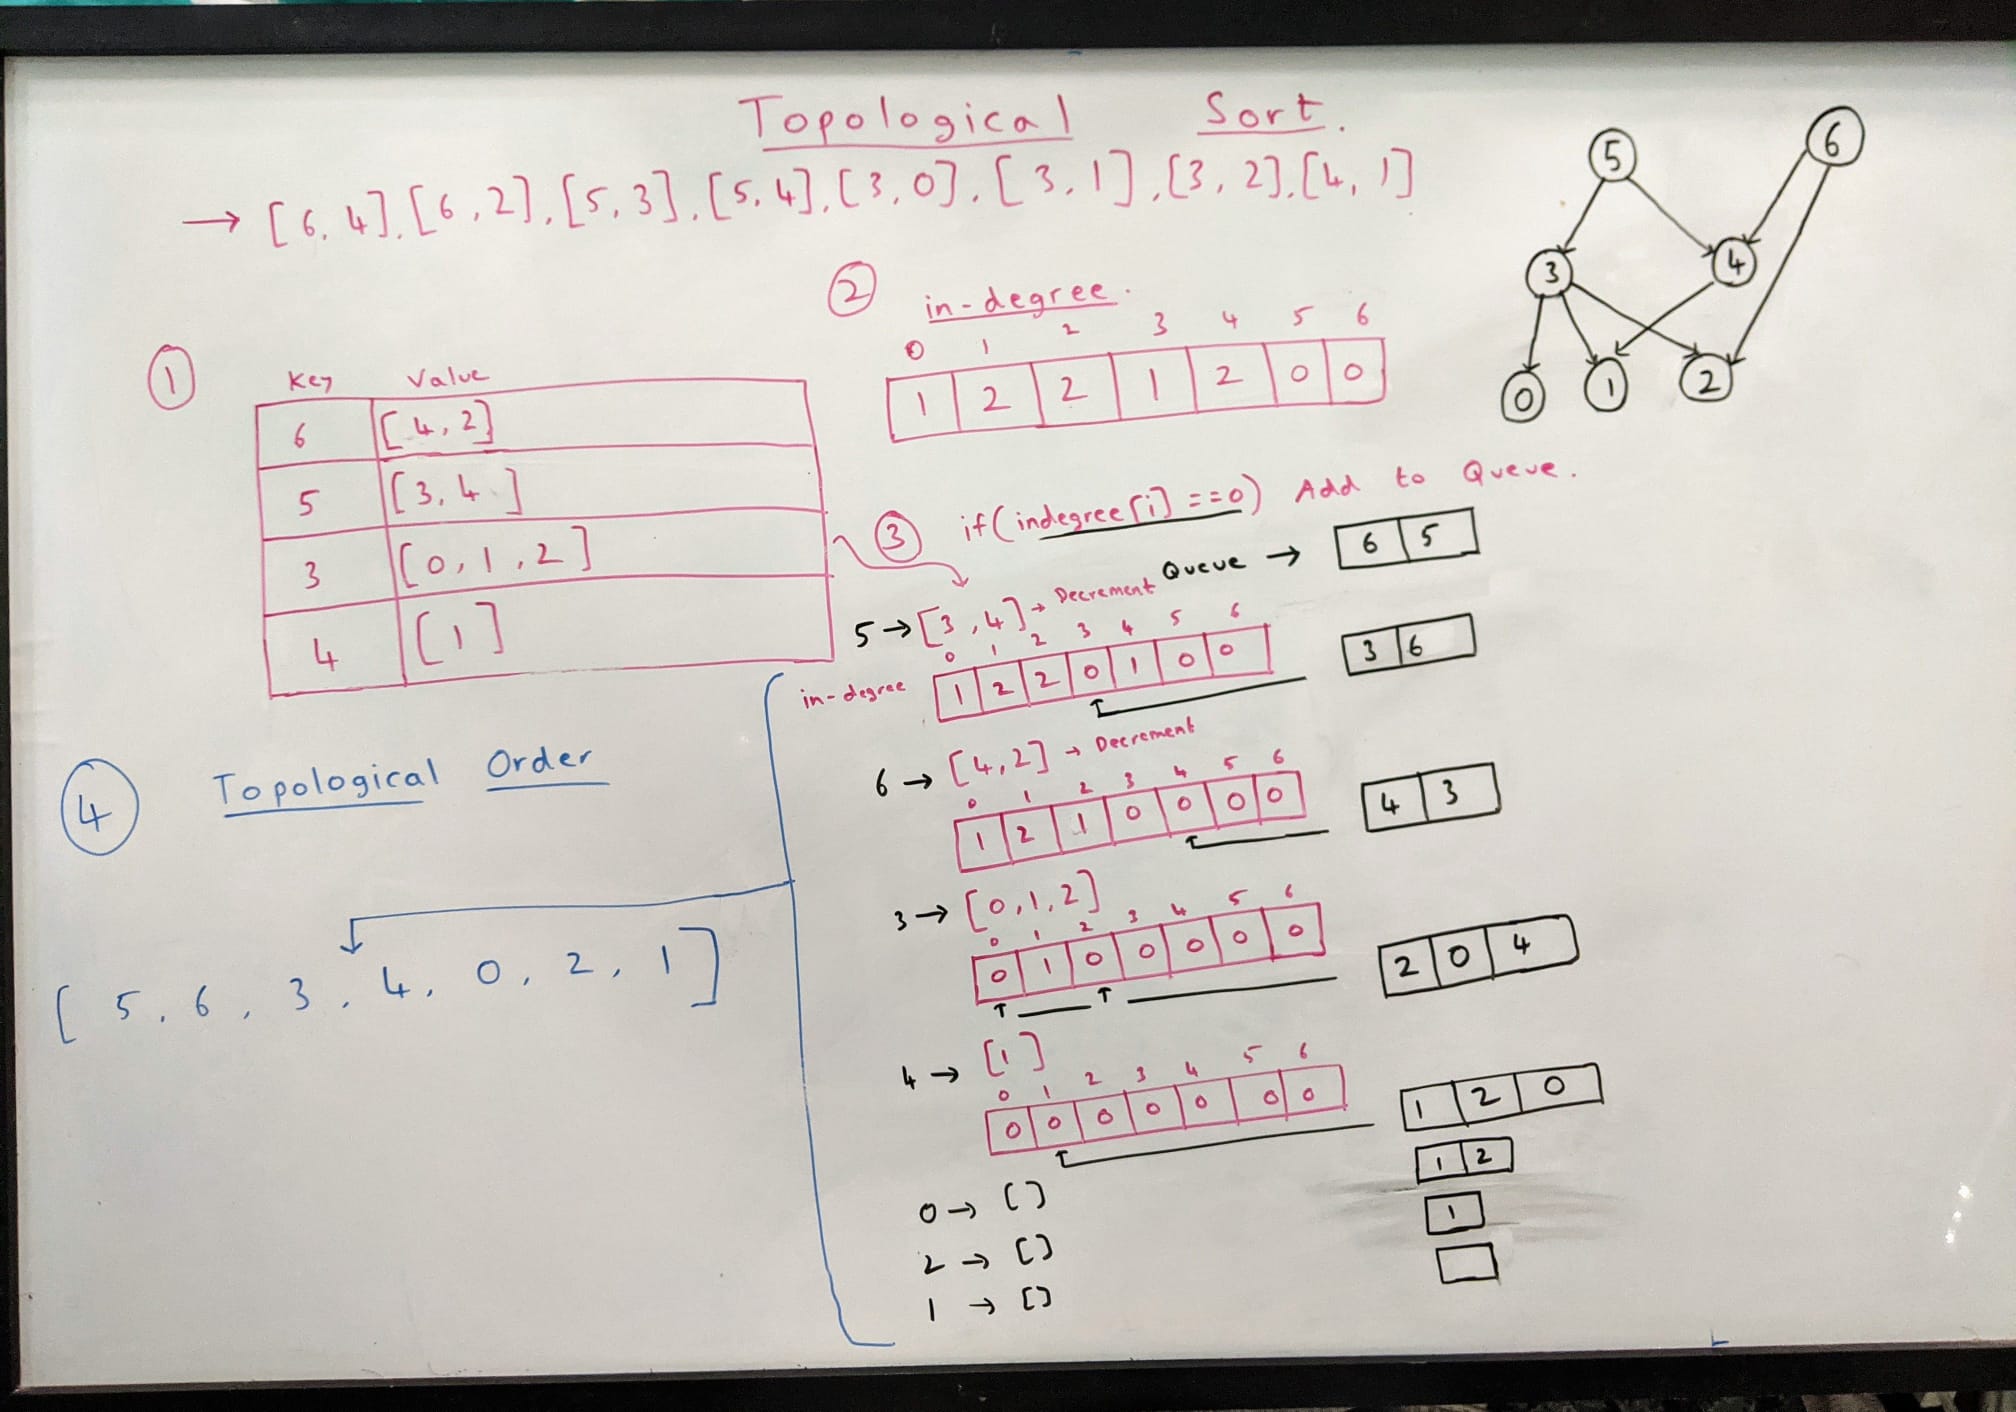 Topological Sort.
→ [6, 4], [6, 2], [5, 3], [5, 4], [3, 0], [3, 1], [3, 2], [4, 1]
5 6
3 4
0 1 2
①
Key Value
6 [4, 2]
5 [3, 4]
3 [0, 1, 2]
4 [1]
② in-degree.
0 1 2 3 4 5 6
1 2 2 1 2 0 0
③ if(indegree[i] ==0) Add to Queue.
Queue → 6 5
5 → [3, 4] → Decrement
0 1 2 3 4 5 6
in-degree 1 2 2 0 1 0 0
3 6
6 → [4, 2] → Decrement
0 1 2 3 4 5 6
1 2 1 0 0 0 0
4 3
3 → [0, 1, 2]
0 1 2 3 4 5 6
0 1 0 0 0 0 0
2 0 4
4 → [1]
0 1 2 3 4 5 6
0 0 0 0 0 0 0
1 2 0
0 → []
1 2
2 → []
1
1 → []
④ Topological Order
[5, 6, 3, 4, 0, 2, 1]